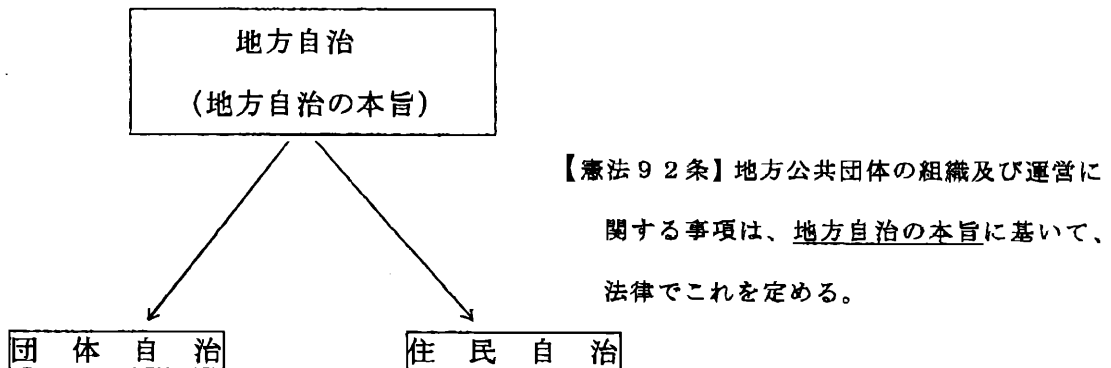 地方自治
(地方自治の本旨)
【憲法92条】地方公共団体の組織及び運営に
関する事項は、地方自治の本旨に基いて、
法律でこれを定める。
団体自治
住民自治